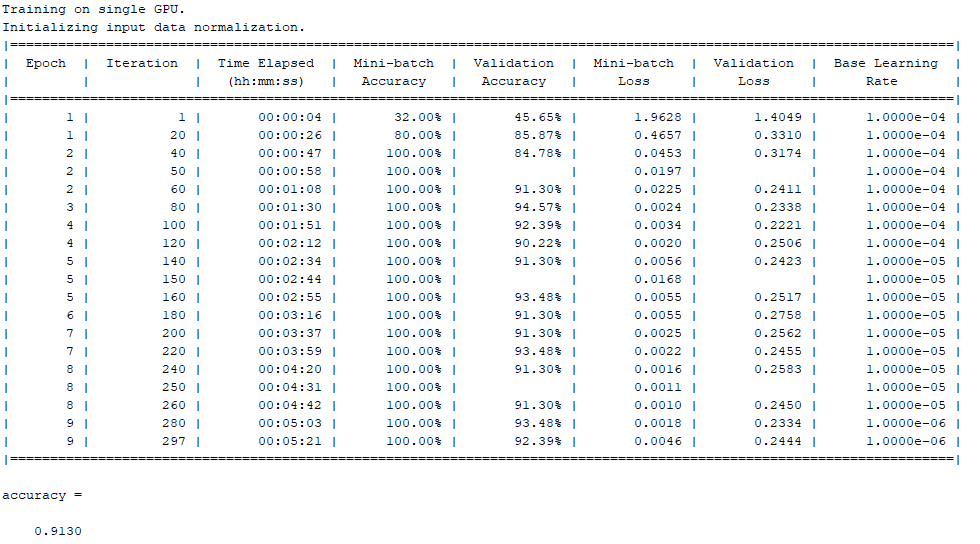 Training on single GPU.
Initializing input data normalization.
|======================================================================================================================|
|  Epoch  |  Iteration  |  Time Elapsed  |  Mini-batch  |  Validation  |  Mini-batch  |  Validation  |  Base Learning  |
|         |             |   (hh:mm:ss)   |   Accuracy   |   Accuracy   |     Loss     |     Loss     |      Rate       |
|======================================================================================================================|
|       1 |           1 |       00:00:04 |       32.00% |       45.65% |       1.9628 |       1.4049 |      1.0000e-04 |
|       1 |          20 |       00:00:26 |       80.00% |       85.87% |       0.4657 |       0.3310 |      1.0000e-04 |
|       2 |          40 |       00:00:47 |      100.00% |       84.78% |       0.0453 |       0.3174 |      1.0000e-04 |
|       2 |          50 |       00:00:58 |      100.00% |              |       0.0197 |              |      1.0000e-04 |
|       2 |          60 |       00:01:08 |      100.00% |       91.30% |       0.0225 |       0.2411 |      1.0000e-04 |
|       3 |          80 |       00:01:30 |      100.00% |       94.57% |       0.0024 |       0.2338 |      1.0000e-04 |
|       4 |         100 |       00:01:51 |      100.00% |       92.39% |       0.0034 |       0.2221 |      1.0000e-04 |
|       4 |         120 |       00:02:12 |      100.00% |       90.22% |       0.0020 |       0.2506 |      1.0000e-04 |
|       5 |         140 |       00:02:34 |      100.00% |       91.30% |       0.0056 |       0.2423 |      1.0000e-05 |
|       5 |         150 |       00:02:44 |      100.00% |              |       0.0168 |              |      1.0000e-05 |
|       5 |         160 |       00:02:55 |      100.00% |       93.48% |       0.0055 |       0.2517 |      1.0000e-05 |
|       6 |         180 |       00:03:16 |      100.00% |       91.30% |       0.0055 |       0.2758 |      1.0000e-05 |
|       7 |         200 |       00:03:37 |      100.00% |       91.30% |       0.0025 |       0.2562 |      1.0000e-05 |
|       7 |         220 |       00:03:59 |      100.00% |       93.48% |       0.0022 |       0.2455 |      1.0000e-05 |
|       8 |         240 |       00:04:20 |      100.00% |       91.30% |       0.0016 |       0.2583 |      1.0000e-05 |
|       8 |         250 |       00:04:31 |      100.00% |              |       0.0011 |              |      1.0000e-05 |
|       8 |         260 |       00:04:42 |      100.00% |       91.30% |       0.0010 |       0.2450 |      1.0000e-05 |
|       9 |         280 |       00:05:03 |      100.00% |       93.48% |       0.0018 |       0.2334 |      1.0000e-06 |
|       9 |         297 |       00:05:21 |      100.00% |       92.39% |       0.0046 |       0.2444 |      1.0000e-06 |
|======================================================================================================================|
accuracy =
0.9130